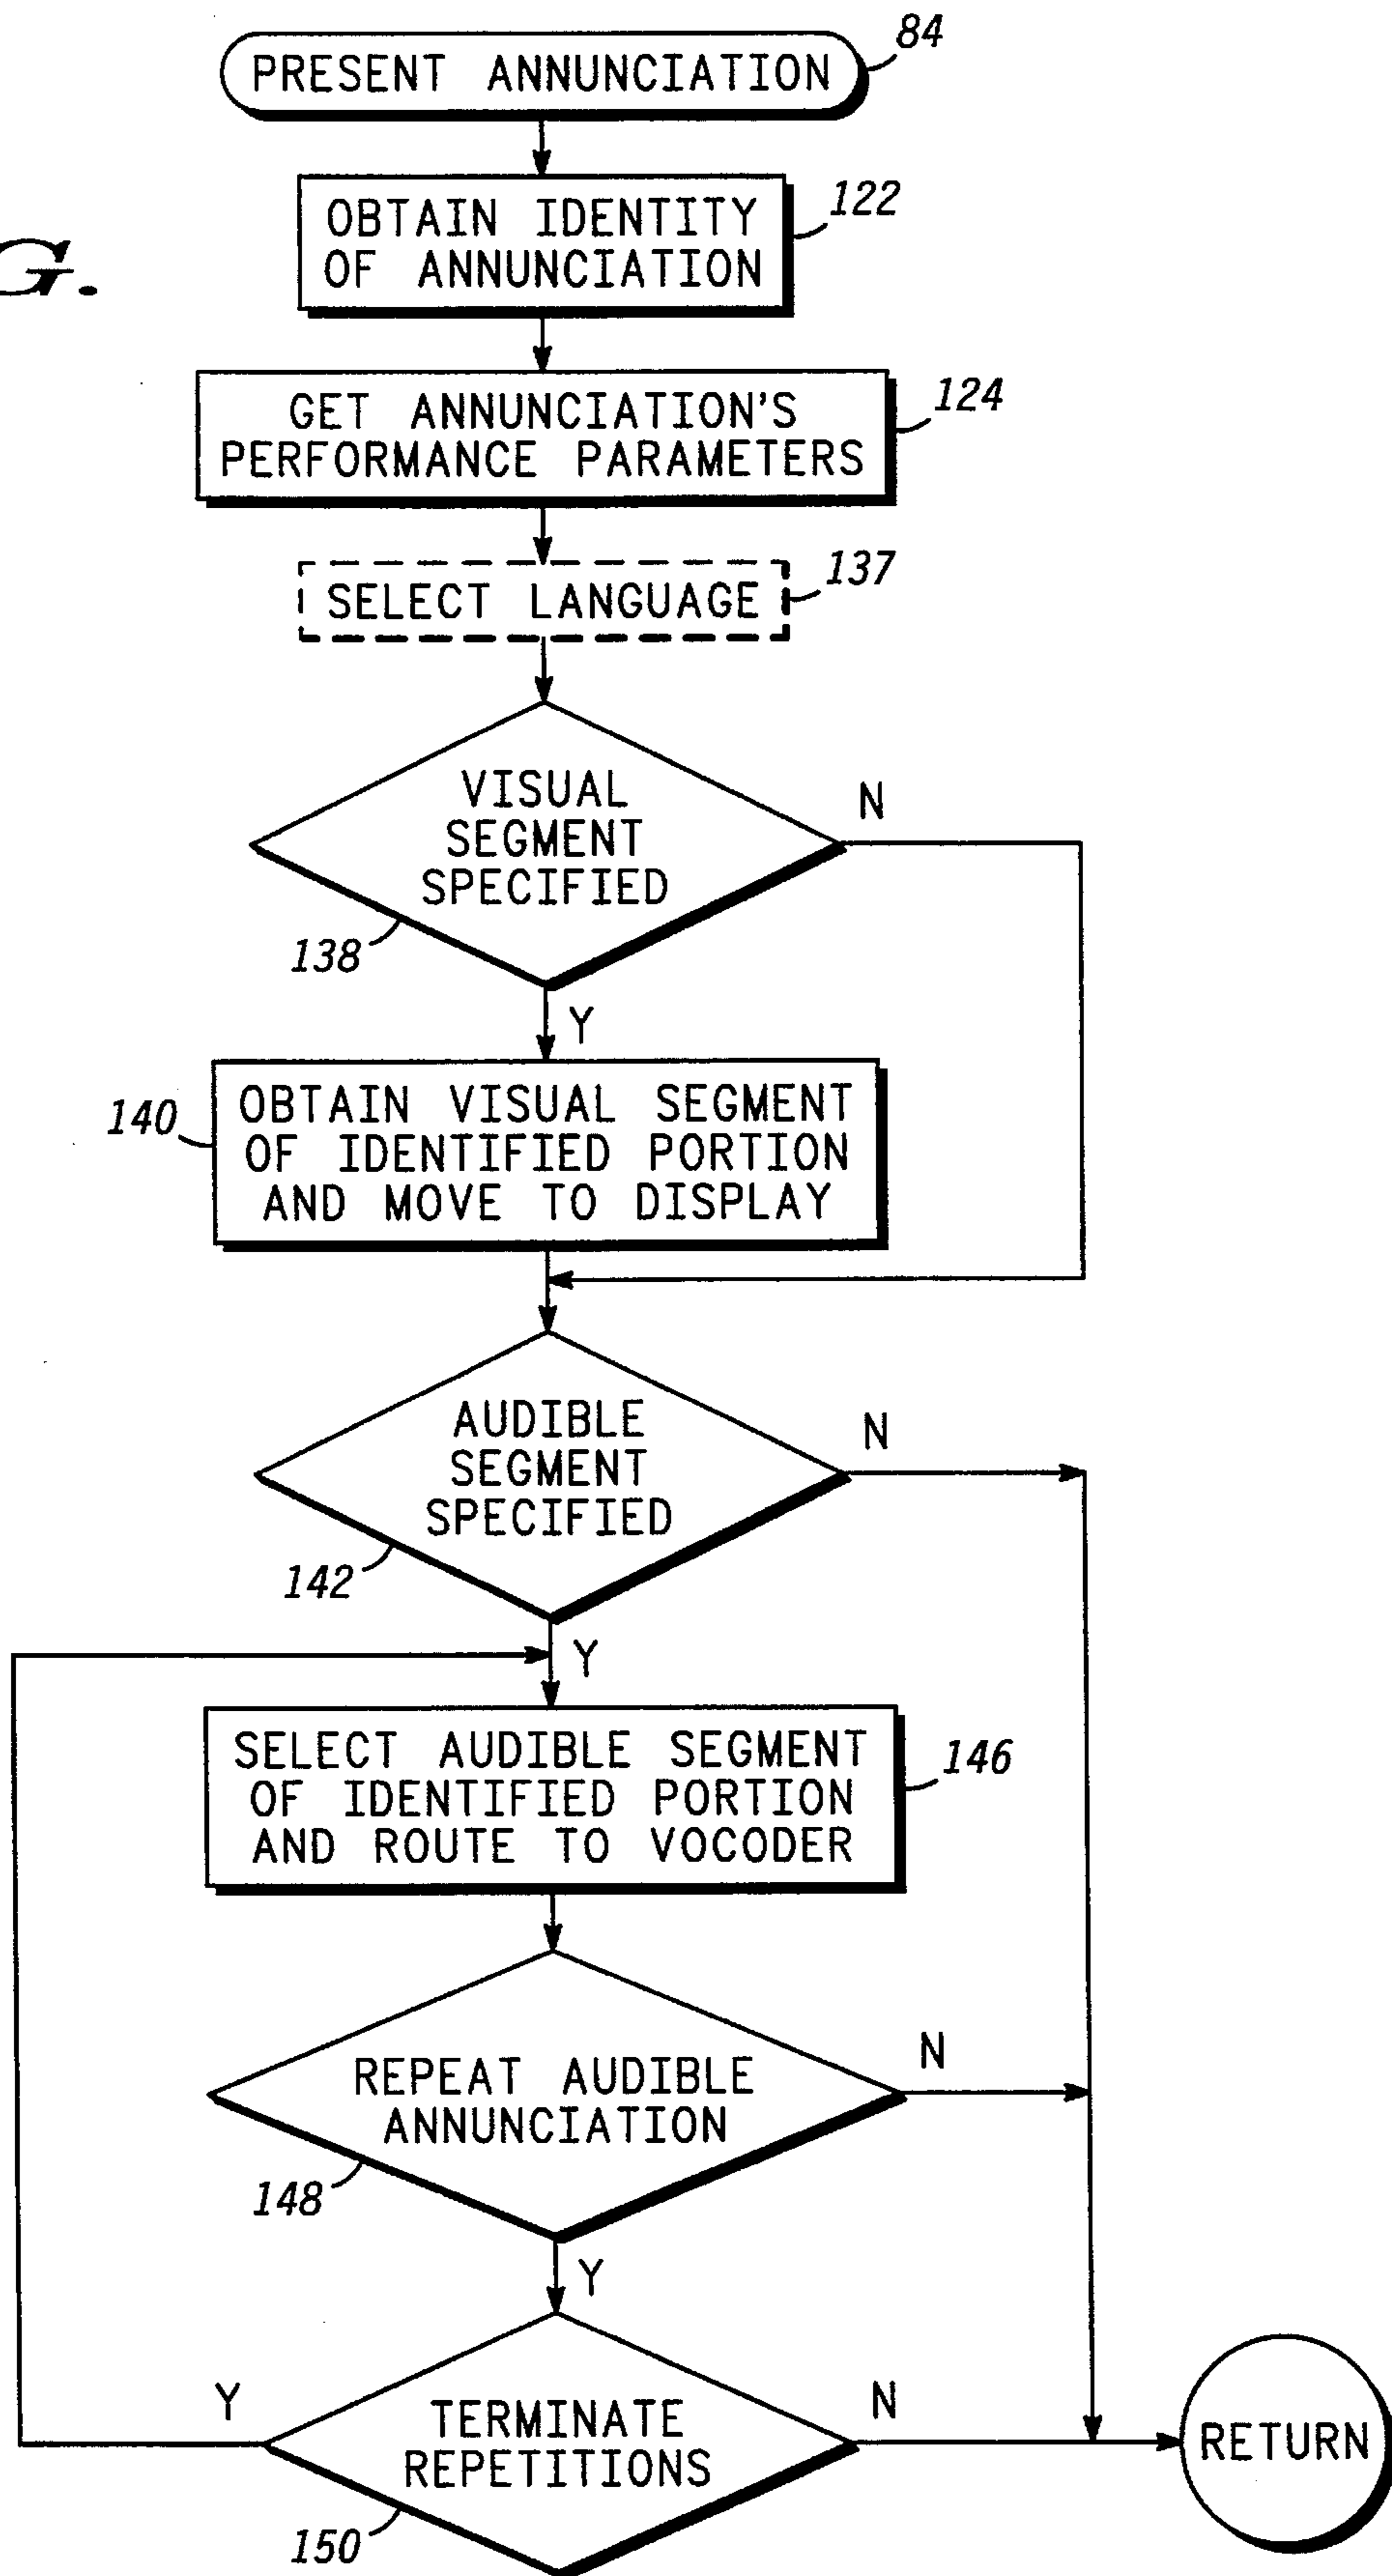 PRESENT ANNUNCIATION
84
OBTAIN IDENTITY
OF ANNUNCIATION
122
G.
GET ANNUNCIATION'S
PERFORMANCE PARAMETERS
124
SELECT LANGUAGE
137
VISUAL
SEGMENT
SPECIFIED
N
138
Y
OBTAIN VISUAL SEGMENT
OF IDENTIFIED PORTION
AND MOVE TO DISPLAY
140
AUDIBLE
SEGMENT
SPECIFIED
N
142
Y
SELECT AUDIBLE SEGMENT
OF IDENTIFIED PORTION
AND ROUTE TO VOCODER
146
REPEAT AUDIBLE
ANNUNCIATION
N
148
Y
Y
TERMINATE
REPETITIONS
N
RETURN
150